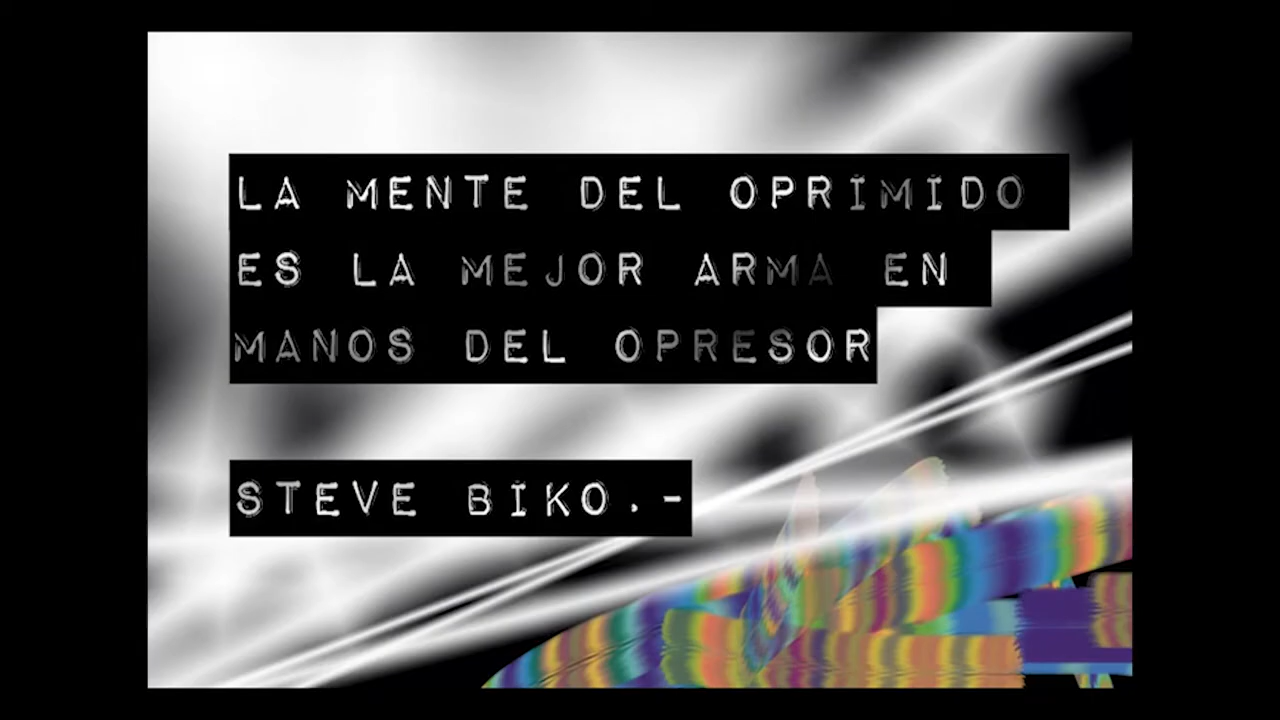 LA MENTE DEL OPRIMIDO
ES LA MEJOR ARMA EN
MANOS DEL OPRESOR
STEVE BIKO.-